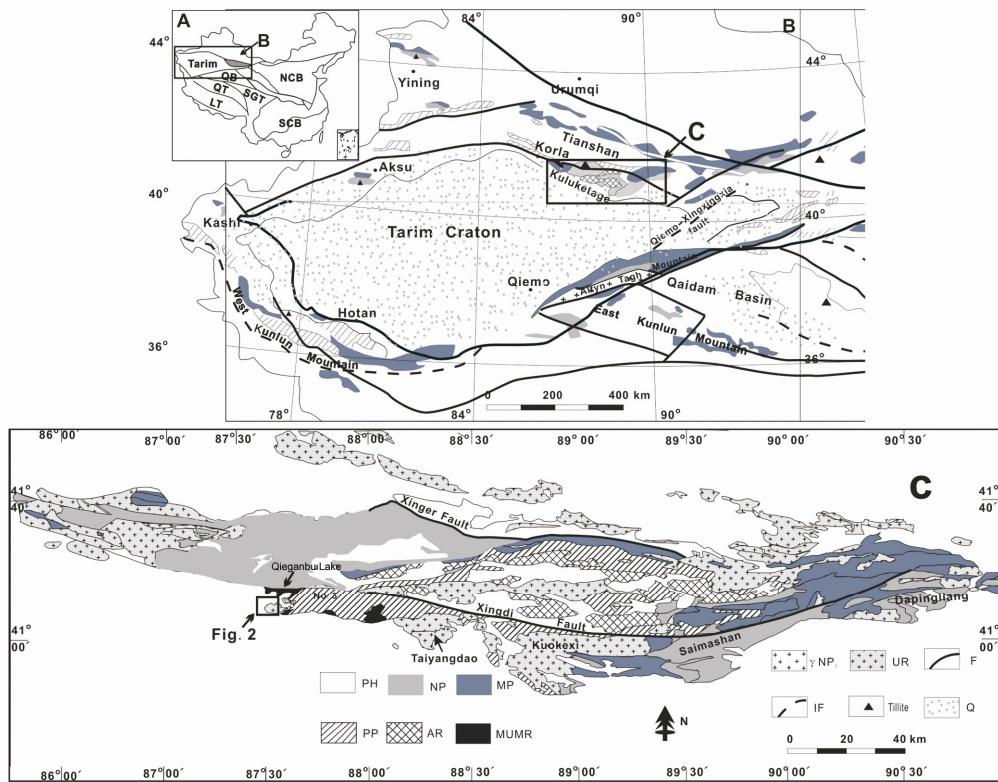 A
B
Tarim
QB
NCB
QT
SGT
LT
SCB
84°
90°
B
44°
44°
Yining
Urumqi
Tianshan
C
Korla
Aksu
Kuluketage
40°
40°
Kashi
Qiemo-Xingxingxia
fault
Tarim Craton
Qiemo
Altyn Tagh Mountain
Qaidam Basin
Hotan
West Kunlun Mountain
East Kunlun Mountain
36°
36°
0 200 400 km
78°
84°
90°
86°00′ 87°00′ 87°30′ 88°00′ 88°30′ 89°00′ 89°30′ 90°00′ 90°30′
C
41°
40′
41°
40′
Xinger Fault
Qieganbulake
Xingdi Fault
Dapingliang
Fig. 2
41°
00′
41°
00′
Saimashan
Kuokexi
Taiyangdao
γNP₁ UR F
PH NP MP
IF Tillite Q
PP AR MUMR
N
0 20 40 km
86°00′ 87°00′ 87°30′ 88°00′ 88°30′ 89°00′ 89°30′ 90°00′ 90°30′